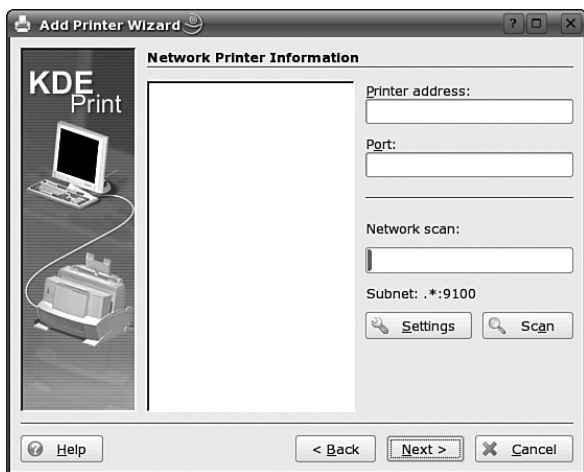 Add Printer Wizard
?
KDE
Print
Network Printer Information
Printer address:
Port:
Network scan:
Subnet: .*:9100
Settings
Scan
Help
< Back
Next >
Cancel